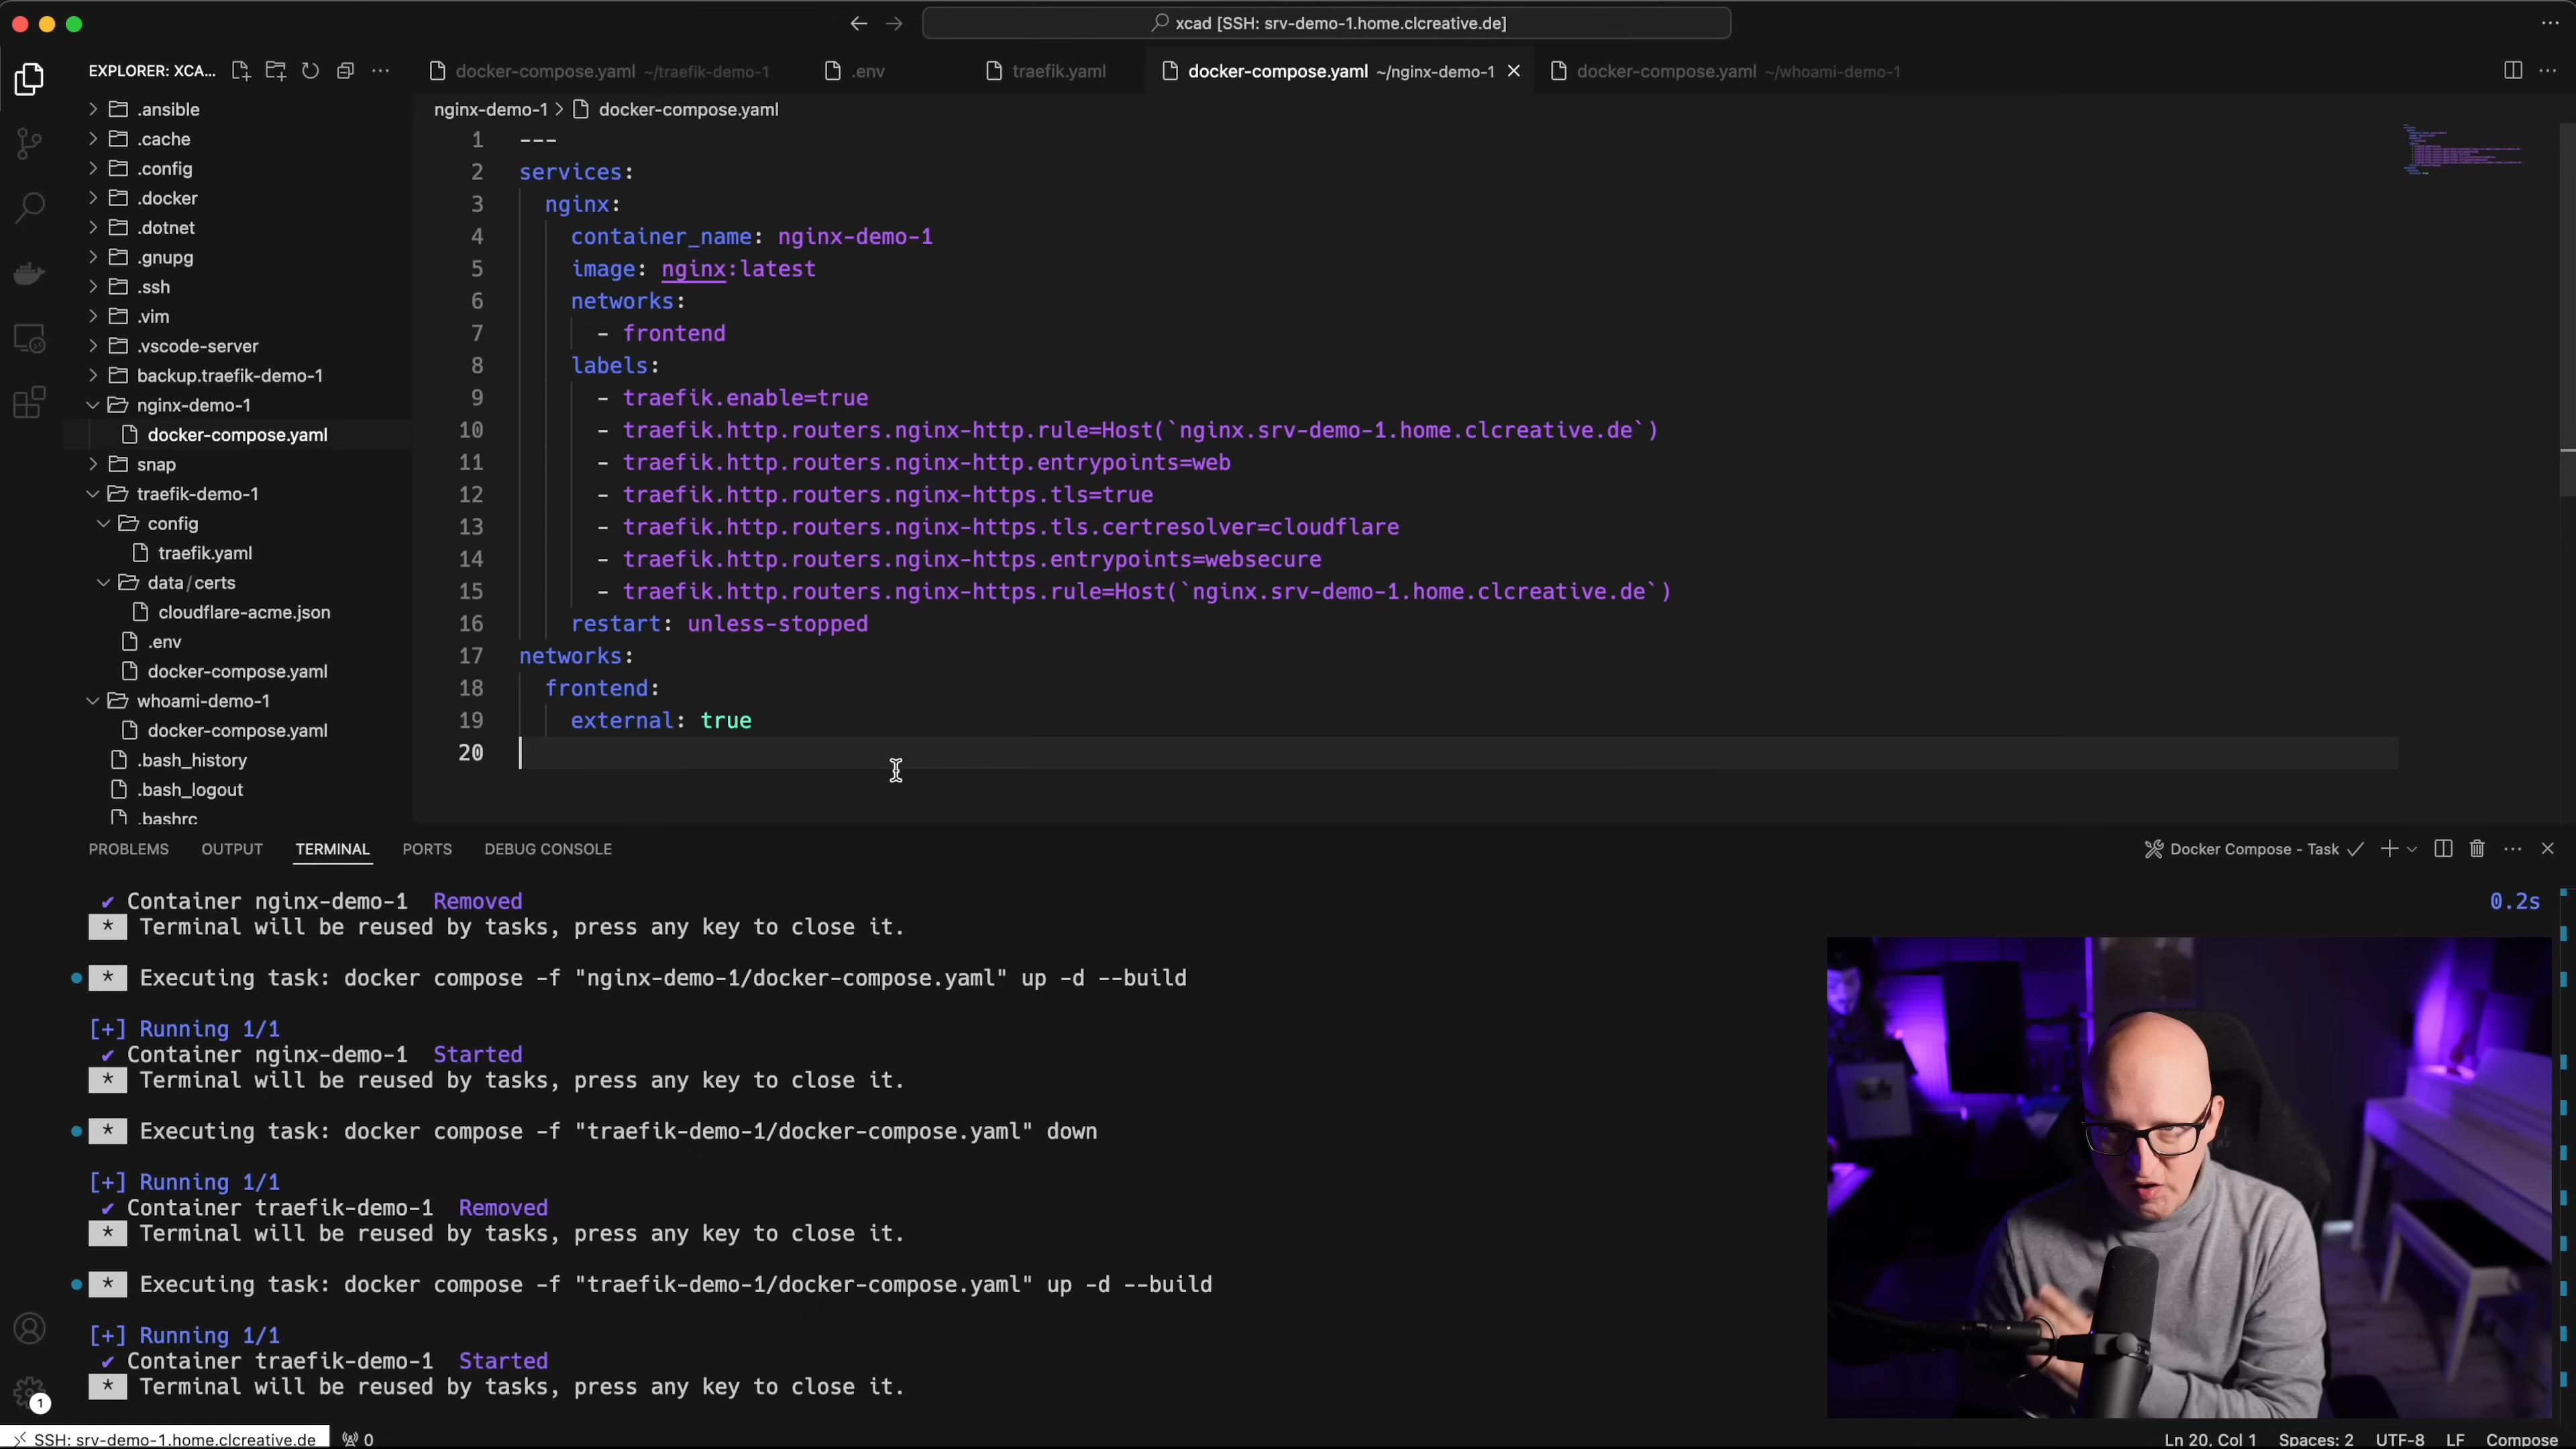 xcad [SSH: srv-demo-1.home.clcreative.de]
EXPLORER: XCA...
docker-compose.yaml ~/traefik-demo-1
.env
traefik.yaml
docker-compose.yaml ~/nginx-demo-1
docker-compose.yaml ~/whoami-demo-1
nginx-demo-1 > docker-compose.yaml
.ansible
.cache
.config
.docker
.dotnet
.gnupg
.ssh
.vim
.vscode-server
backup.traefik-demo-1
nginx-demo-1
docker-compose.yaml
snap
traefik-demo-1
config
traefik.yaml
data/certs
cloudflare-acme.json
.env
docker-compose.yaml
whoami-demo-1
docker-compose.yaml
.bash_history
.bash_logout
.bashrc
1 ---
2 services:
3 nginx:
4 container_name: nginx-demo-1
5 image: nginx:latest
6 networks:
7 - frontend
8 labels:
9 - traefik.enable=true
10 - traefik.http.routers.nginx-http.rule=Host(`nginx.srv-demo-1.home.clcreative.de`)
11 - traefik.http.routers.nginx-http.entrypoints=web
12 - traefik.http.routers.nginx-https.tls=true
13 - traefik.http.routers.nginx-https.tls.certresolver=cloudflare
14 - traefik.http.routers.nginx-https.entrypoints=websecure
15 - traefik.http.routers.nginx-https.rule=Host(`nginx.srv-demo-1.home.clcreative.de`)
16 restart: unless-stopped
17 networks:
18 frontend:
19 external: true
20
PROBLEMS OUTPUT TERMINAL PORTS DEBUG CONSOLE
Docker Compose - Task
✔ Container nginx-demo-1 Removed 0.2s
* Terminal will be reused by tasks, press any key to close it.
* Executing task: docker compose -f "nginx-demo-1/docker-compose.yaml" up -d --build
[+] Running 1/1
✔ Container nginx-demo-1 Started
* Terminal will be reused by tasks, press any key to close it.
* Executing task: docker compose -f "traefik-demo-1/docker-compose.yaml" down
[+] Running 1/1
✔ Container traefik-demo-1 Removed
* Terminal will be reused by tasks, press any key to close it.
* Executing task: docker compose -f "traefik-demo-1/docker-compose.yaml" up -d --build
[+] Running 1/1
✔ Container traefik-demo-1 Started
* Terminal will be reused by tasks, press any key to close it.
1
SSH: srv-demo-1.home.clcreative.de 0
Ln 20, Col 1 Spaces: 2 UTF-8 LF Compose